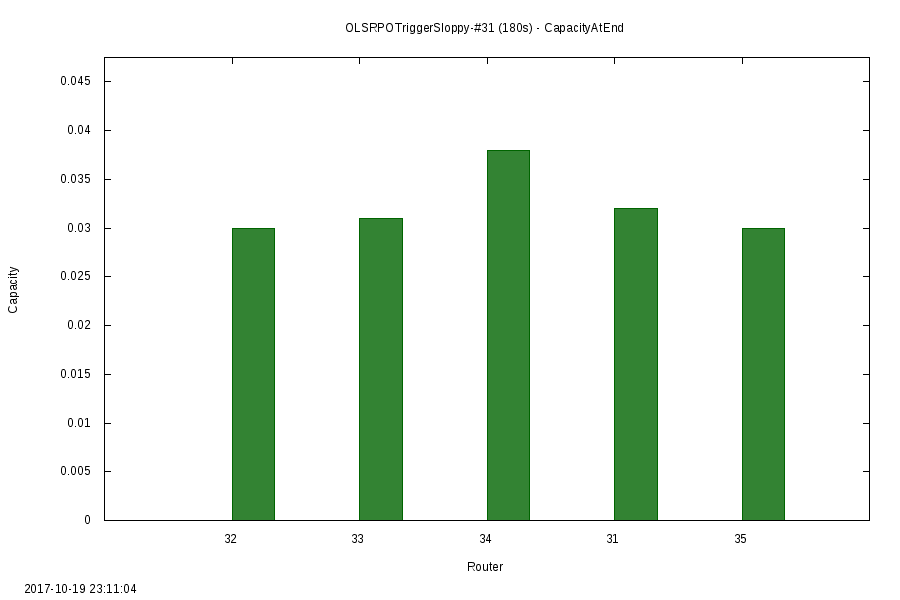 OLSRPOTriggerSloppy-#31 (180s) - CapacityAtEnd
0.045
0.04
0.035
0.03
0.025
0.02
0.015
0.01
0.005
0
Capacity
32 33 34 31 35
Router
2017-10-19 23:11:04